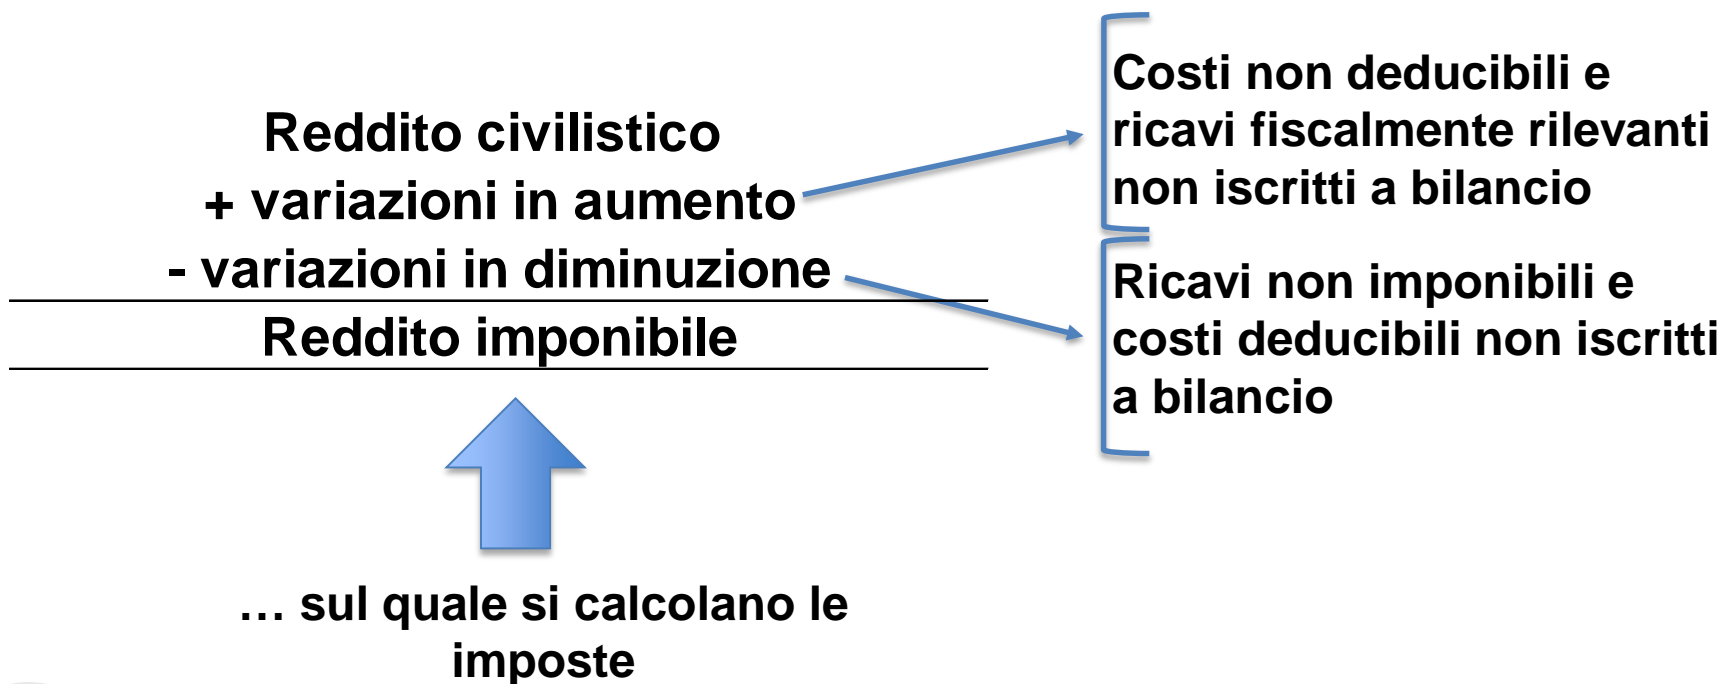 Reddito civilistico
+ variazioni in aumento
- variazioni in diminuzione
Reddito imponibile
Costi non deducibili e
ricavi fiscalmente rilevanti
non iscritti a bilancio
Ricavi non imponibili e
costi deducibili non iscritti
a bilancio
… sul quale si calcolano le
imposte